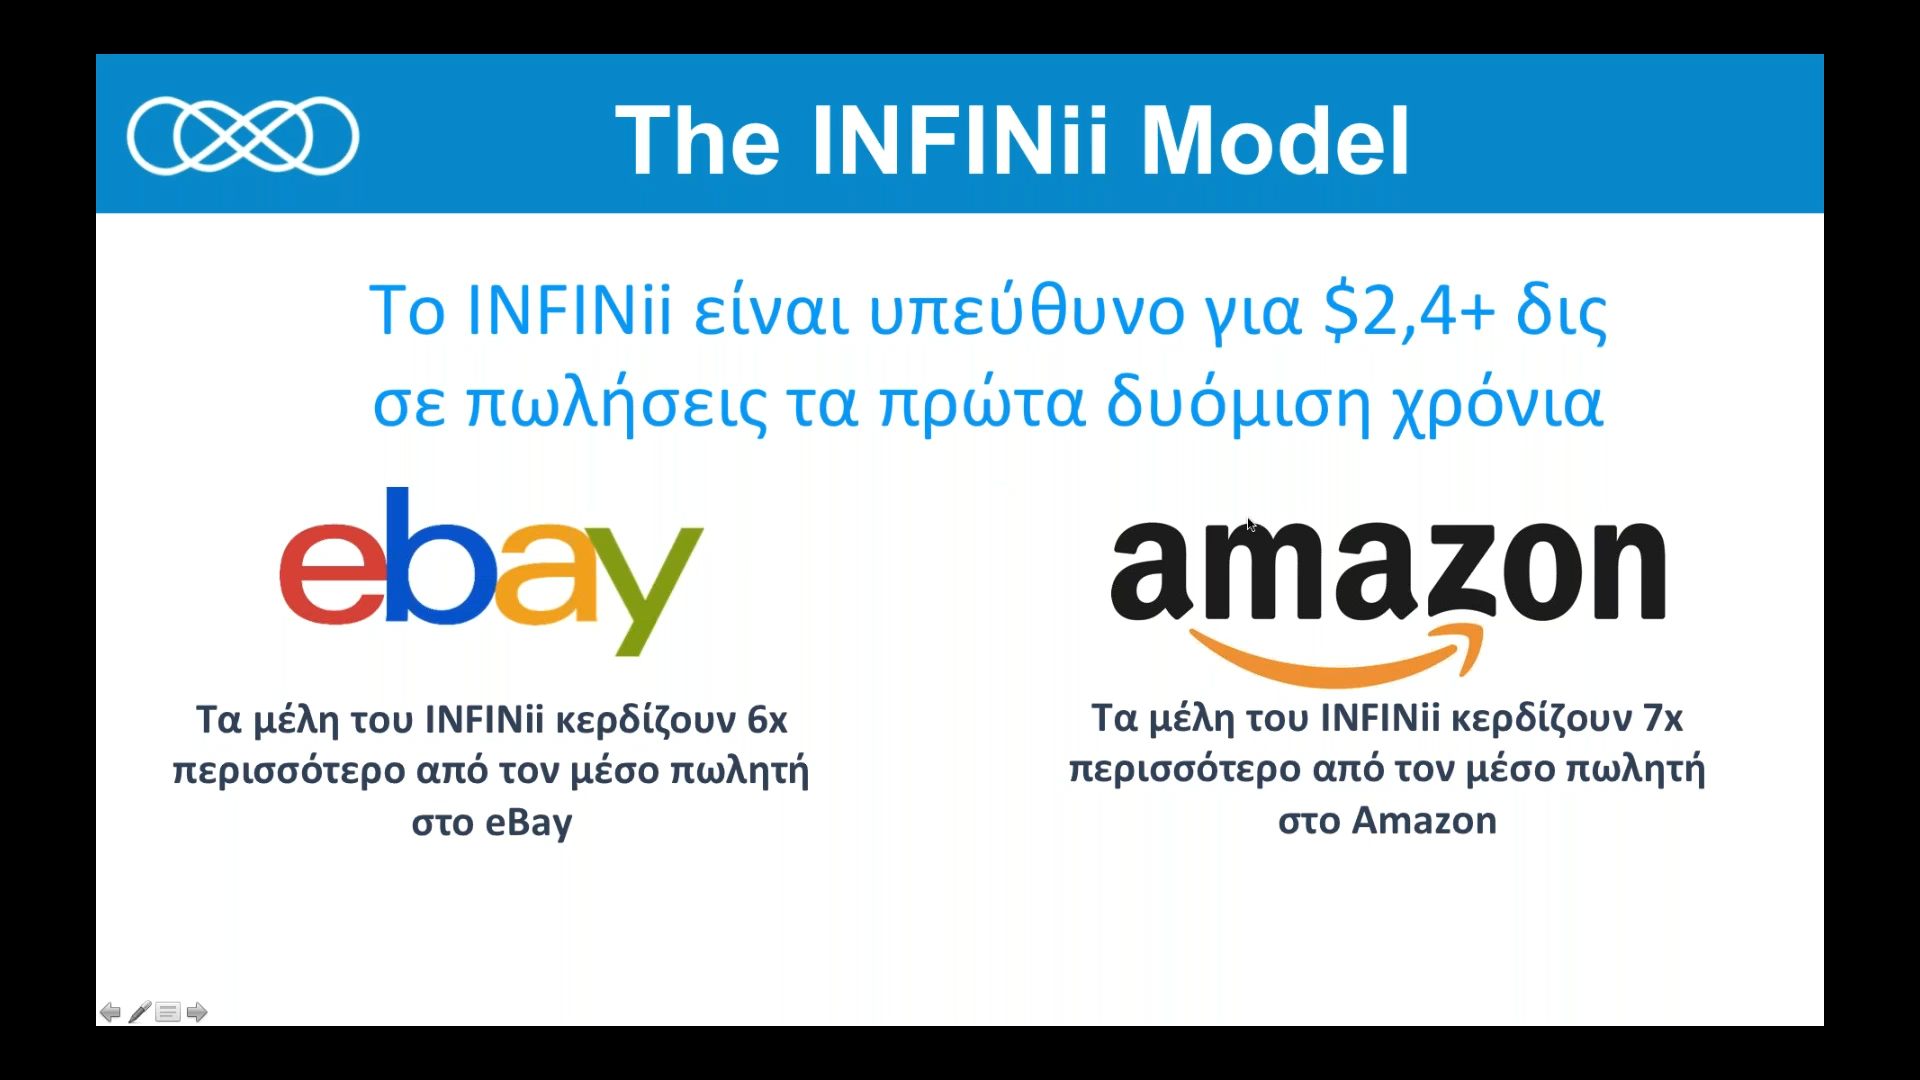 The INFINii Model
Το INFINii είναι υπεύθυνο για $2,4+ δις
σε πωλήσεις τα πρώτα δυόμιση χρόνια
ebay
Τα μέλη του INFINii κερδίζουν 6x
περισσότερο από τον μέσο πωλητή
στο eBay
amazon
Τα μέλη του INFINii κερδίζουν 7x
περισσότερο από τον μέσο πωλητή
στο Amazon